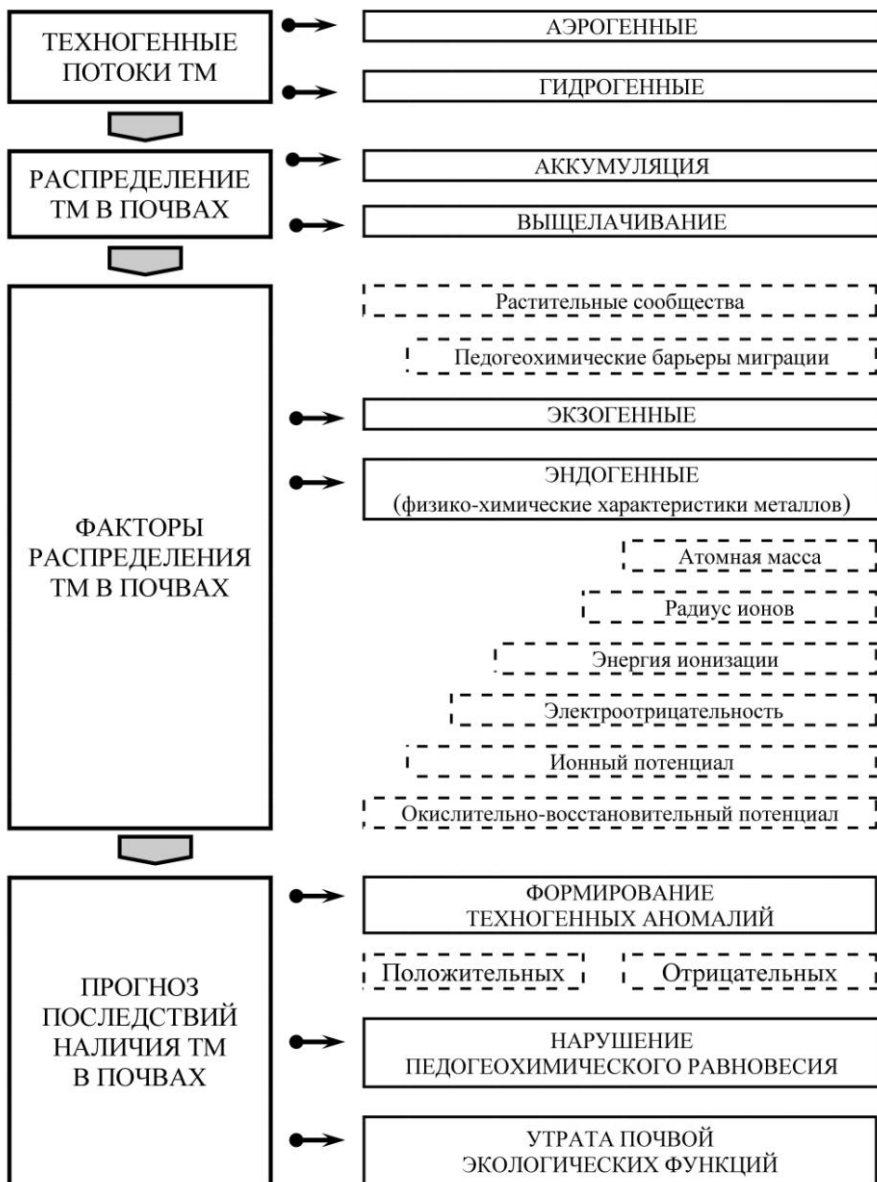 ТЕХНОГЕННЫЕ
ПОТОКИ ТМ
АЭРОГЕННЫЕ
ГИДРОГЕННЫЕ
РАСПРЕДЕЛЕНИЕ
ТМ В ПОЧВАХ
АККУМУЛЯЦИЯ
ВЫЩЕЛАЧИВАНИЕ
ФАКТОРЫ
РАСПРЕДЕЛЕНИЯ
ТМ В ПОЧВАХ
Растительные сообщества
Педогеохимические барьеры миграции
ЭКЗОГЕННЫЕ
ЭНДОГЕННЫЕ
(физико-химические характеристики металлов)
Атомная масса
Радиус ионов
Энергия ионизации
Электроотрицательность
Ионный потенциал
Окислительно-восстановительный потенциал
ПРОГНОЗ
ПОСЛЕДСТВИЙ
НАЛИЧИЯ ТМ
В ПОЧВАХ
ФОРМИРОВАНИЕ
ТЕХНОГЕННЫХ АНОМАЛИЙ
Положительных
Отрицательных
НАРУШЕНИЕ
ПЕДОГЕОХИМИЧЕСКОГО РАВНОВЕСИЯ
УТРАТА ПОЧВОЙ
ЭКОЛОГИЧЕСКИХ ФУНКЦИЙ